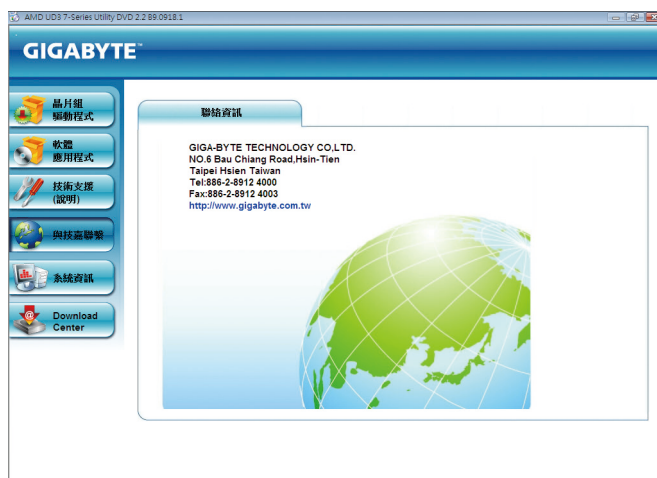 AMD UD3 7-Series Utility DVD 2.2 B9.0918.1
GIGABYTE™
晶片組
驅動程式
軟體
應用程式
技術支援
(說明)
與技嘉聯繫
系統資訊
Download
Center
聯絡資訊
GIGA-BYTE TECHNOLOGY CO,LTD.
NO.6 Bau Chiang Road,Hsin-Tien
Taipei Hsien Taiwan
Tel:886-2-8912 4000
Fax:886-2-8912 4003
http://www.gigabyte.com.tw